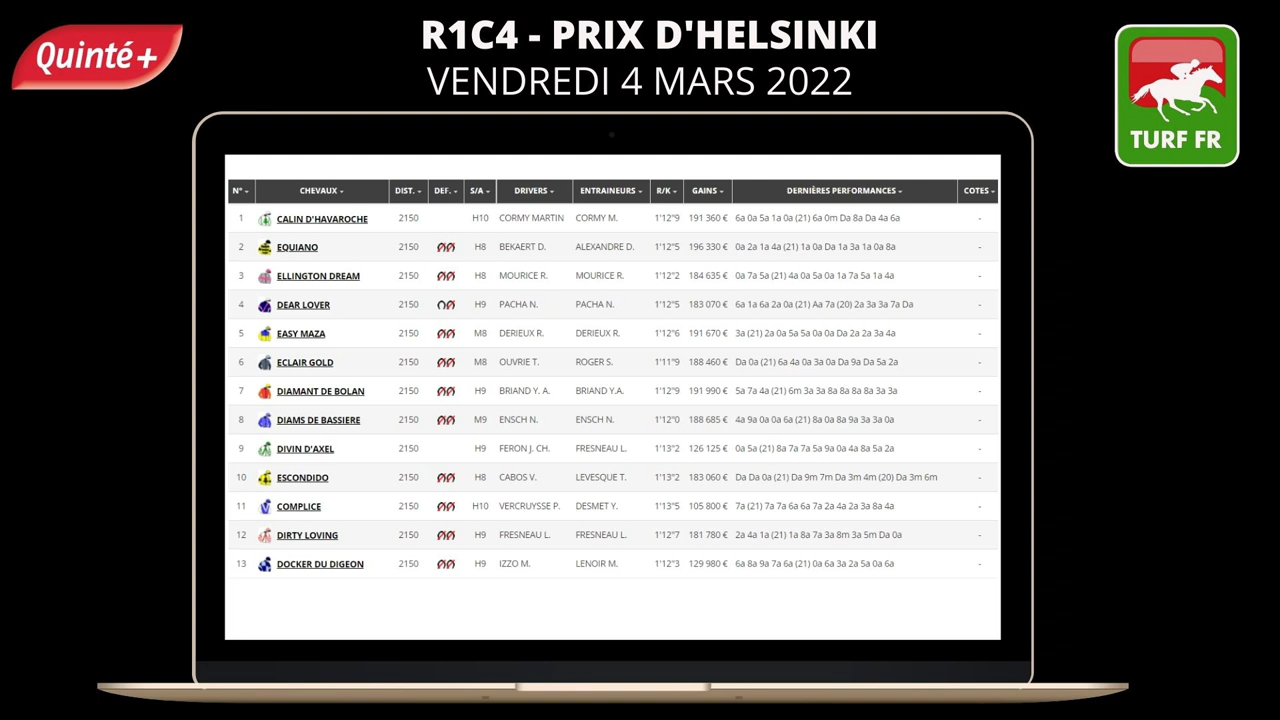 R1C4 - PRIX D'HELSINKI
Quinté+
VENDREDI 4 MARS 2022
TURF FR
N° CHEVAUX DIST. DEF. S/A DRIVERS ENTRAINEURS R/K GAINS DERNIÈRES PERFORMANCES COTES
1 CALIN D'HAVAROCHE 2150 H10 CORMY MARTIN CORMY M. 1'12"9 191 360 € 6a 0a 5a 1a 0a (21) 6a 0m Da 8a Da 4a 6a -
2 EQUIANO 2150 H8 BEKAERT D. ALEXANDRE D. 1'12"5 196 330 € 0a 2a 1a 4a (21) 1a 0a Da 1a 3a 1a 0a 8a -
3 ELLINGTON DREAM 2150 H8 MOURICE R. MOURICE R. 1'12"2 184 635 € 0a 7a 5a (21) 4a 0a 5a 0a 1a 7a 5a 1a 4a -
4 DEAR LOVER 2150 H9 PACHA N. PACHA N. 1'12"5 183 070 € 6a 1a 6a 2a 0a (21) Aa 7a (20) 2a 3a 3a 7a Da -
5 EASY MAZA 2150 M8 DERIEUX R. DERIEUX R. 1'12"6 191 670 € 3a (21) 2a 0a 5a 5a 0a 0a Da 2a 2a 3a 4a -
6 ECLAIR GOLD 2150 M8 OUVRIE T. ROGER S. 1'11"9 188 460 € Da 0a (21) 6a 4a 0a 3a 0a Da 9a Da 5a 2a -
7 DIAMANT DE BOLAN 2150 H9 BRIAND Y. A. BRIAND Y.A. 1'12"9 191 990 € 5a 7a 4a (21) 6m 3a 3a 8a 8a 8a 8a 3a 3a -
8 DIAMS DE BASSIERE 2150 M9 ENSCH N. ENSCH N. 1'12"0 188 685 € 4a 9a 0a 0a 6a (21) 8a 0a 8a 9a 3a 3a 0a -
9 DIVIN D'AXEL 2150 H9 FERON J. CH. FRESNEAU L. 1'13"2 126 125 € 0a 5a (21) 8a 7a 7a 5a 9a 0a 4a 8a 5a 2a -
10 ESCONDIDO 2150 H8 CABOS V. LEVESQUE T. 1'13"2 183 060 € Da Da 0a (21) Da 9m 7m Da 3m 4m (20) Da 3m 6m -
11 COMPLICE 2150 H10 VERCRUYSSE P. DESMET Y. 1'13"5 105 800 € 7a (21) 7a 7a 6a 6a 7a 2a 4a 2a 3a 8a 4a -
12 DIRTY LOVING 2150 H9 FRESNEAU L. FRESNEAU L. 1'12"7 181 780 € 2a 4a 1a (21) 1a 8a 7a 3a 8m 3a 5m Da 0a -
13 DOCKER DU DIGEON 2150 H9 IZZO M. LENOIR M. 1'12"3 129 980 € 6a 8a 9a 7a 6a (21) 0a 6a 3a 2a 5a 0a 6a -